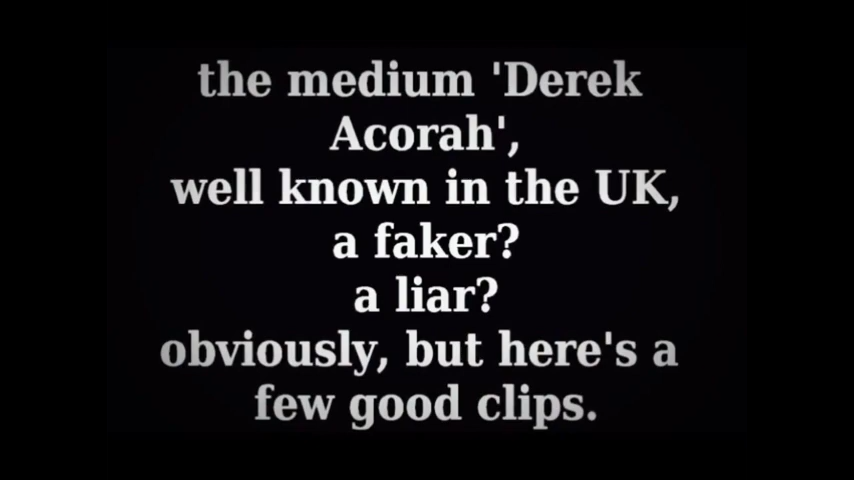 the medium 'Derek
Acorah',
well known in the UK,
a faker?
a liar?
obviously, but here's a
few good clips.